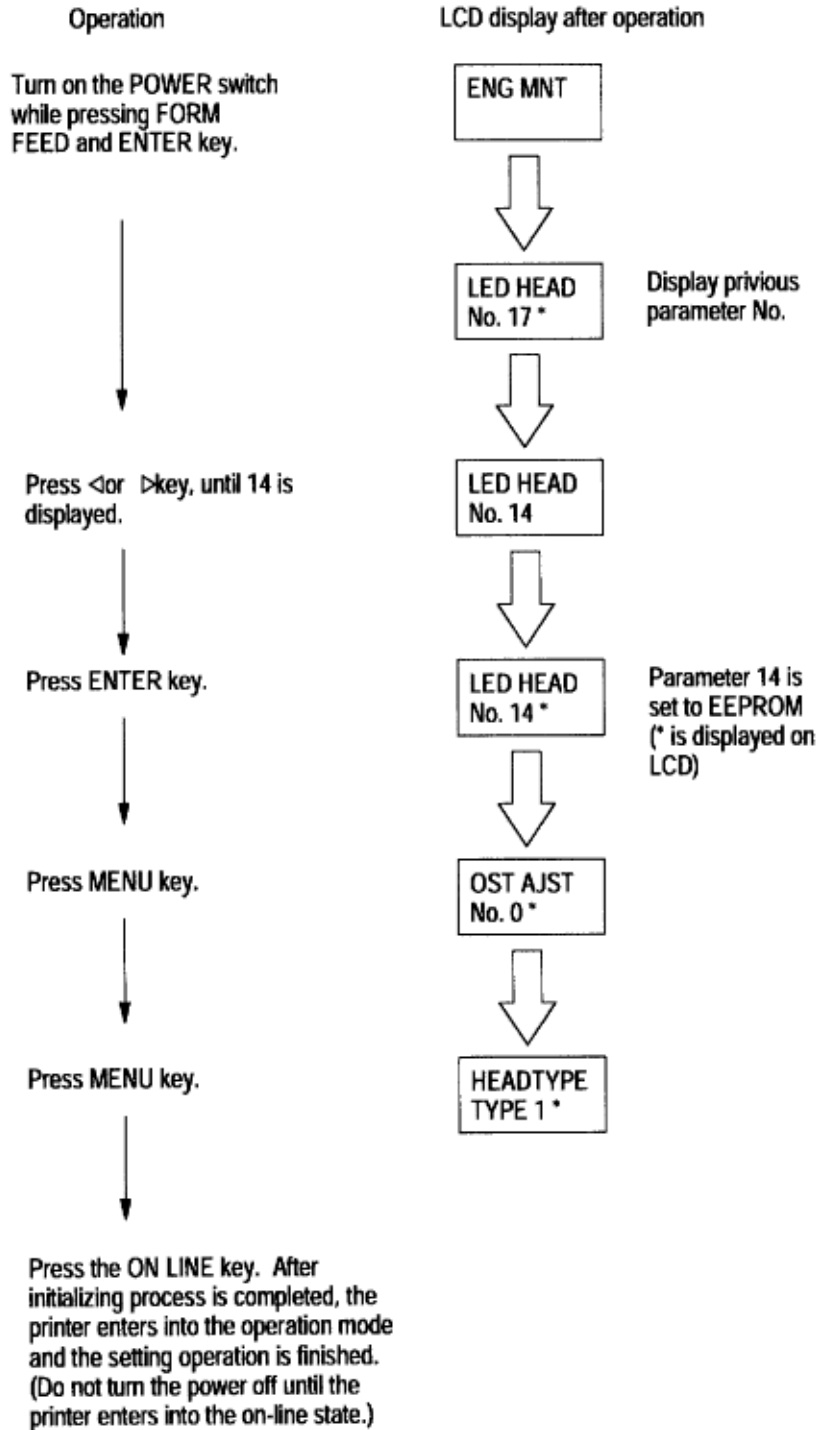 Operation
LCD display after operation
Turn on the POWER switch
while pressing FORM
FEED and ENTER key.
ENG MNT
LED HEAD
No. 17 *
Display privious
parameter No.
Press ◁or ▷key, until 14 is
displayed.
LED HEAD
No. 14
Press ENTER key.
LED HEAD
No. 14 *
Parameter 14 is
set to EEPROM
(* is displayed on
LCD)
Press MENU key.
OST AJST
No. 0 *
Press MENU key.
HEADTYPE
TYPE 1 *
Press the ON LINE key. After
initializing process is completed, the
printer enters into the operation mode
and the setting operation is finished.
(Do not turn the power off until the
printer enters into the on-line state.)